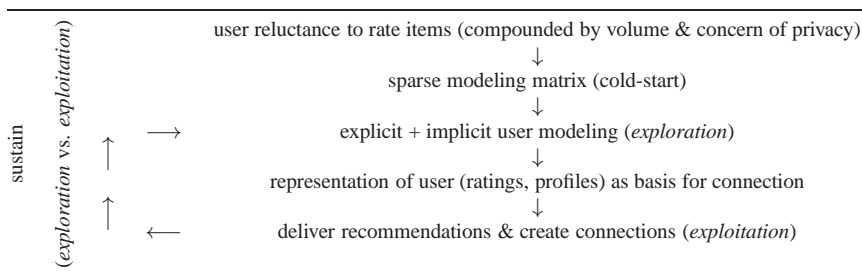 user reluctance to rate items (compounded by volume & concern of privacy)
↓
sparse modeling matrix (cold-start)
↓
explicit + implicit user modeling (exploration)
↓
representation of user (ratings, profiles) as basis for connection
↓
deliver recommendations & create connections (exploitation)
sustain
(exploration vs. exploitation)
↑
↑
→
←